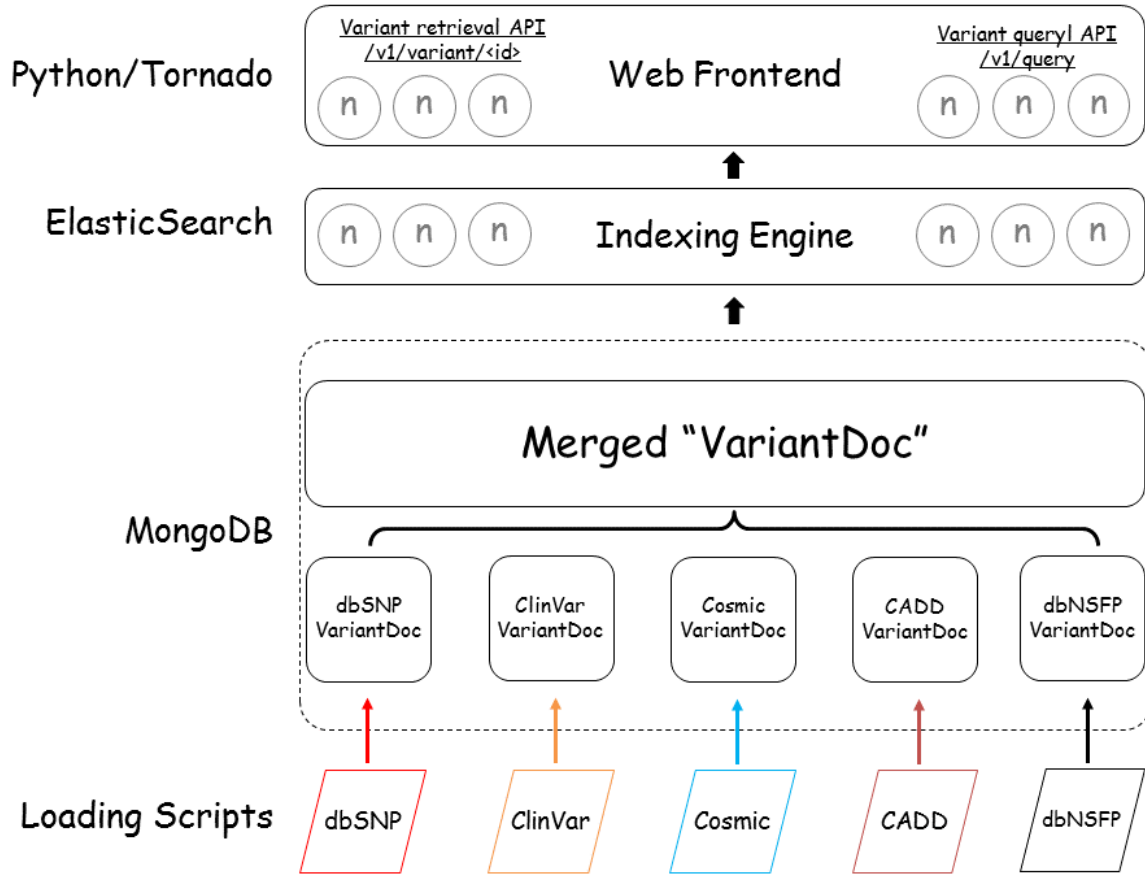 Variant retrieval API
/v1/variant/<id>
Variant queryl API
/v1/query
Python/Tornado
Web Frontend
n n n
n n n
ElasticSearch
Indexing Engine
n n n
n n n
Merged “VariantDoc”
MongoDB
dbSNP
VariantDoc
ClinVar
VariantDoc
Cosmic
VariantDoc
CADD
VariantDoc
dbNSFP
VariantDoc
Loading Scripts
dbSNP
ClinVar
Cosmic
CADD
dbNSFP